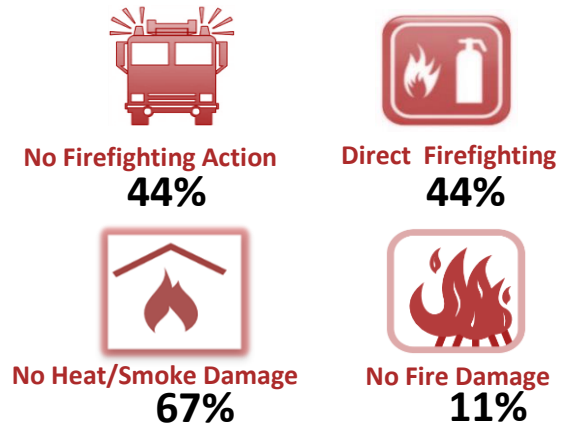 No Firefighting Action
44%
Direct Firefighting
44%
No Heat/Smoke Damage
67%
No Fire Damage
11%